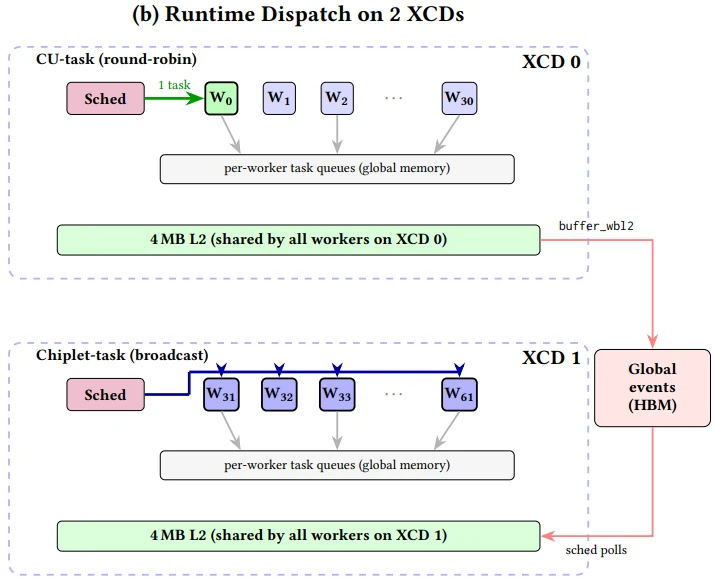 (b) Runtime Dispatch on 2 XCDs
CU-task (round-robin)
XCD 0
Sched
1 task
W0
W1
W2
...
W30
per-worker task queues (global memory)
4 MB L2 (shared by all workers on XCD 0)
buffer_wbl2
Chiplet-task (broadcast)
XCD 1
Sched
W31
W32
W33
...
W61
Global
events
(HBM)
per-worker task queues (global memory)
4 MB L2 (shared by all workers on XCD 1)
sched polls